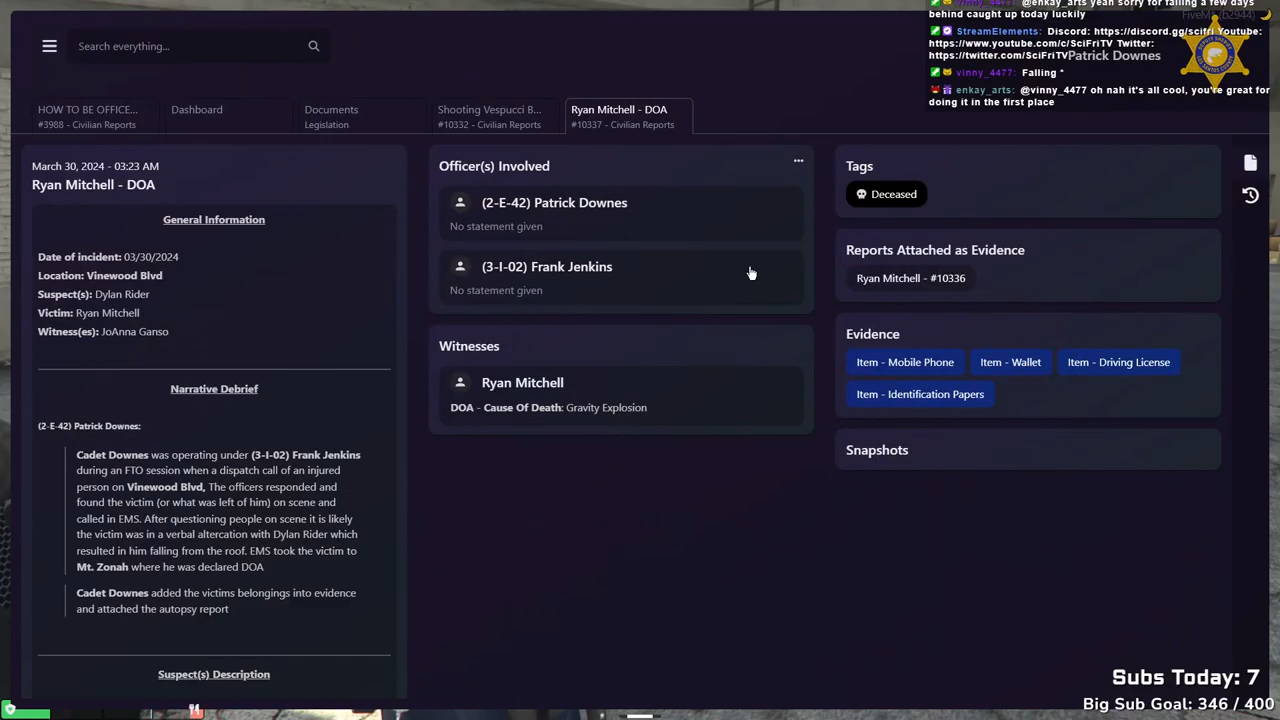 vinny_4477: @enkay_arts yeah sorry for falling a few days
behind caught up today luckily
FiveM
StreamElements: Discord: https://discord.gg/scifri Youtube:
https://www.youtube.com/c/SciFriTV Twitter:
https://twitter.com/SciFriTV
Patrick Downes
vinny_4477: Falling *
enkay_arts: @vinny_4477 oh nah it's all cool, you're great for
doing it in the first place
Search everything...
HOW TO BE OFFICE...
#3988 - Civilian Reports
Dashboard
Documents
Legislation
Shooting Vespucci B...
#10332 - Civilian Reports
Ryan Mitchell - DOA
#10337 - Civilian Reports
March 30, 2024 - 03:23 AM
Ryan Mitchell - DOA
General Information
Date of incident: 03/30/2024
Location: Vinewood Blvd
Suspect(s): Dylan Rider
Victim: Ryan Mitchell
Witness(es): JoAnna Ganso
Narrative Debrief
(2-E-42) Patrick Downes:
Cadet Downes was operating under (3-I-02) Frank Jenkins
during an FTO session when a dispatch call of an injured
person on Vinewood Blvd, The officers responded and
found the victim (or what was left of him) on scene and
called in EMS. After questioning people on scene it is likely
the victim was in a verbal altercation with Dylan Rider which
resulted in him falling from the roof. EMS took the victim to
Mt. Zonah where he was declared DOA
Cadet Downes added the victims belongings into evidence
and attached the autopsy report
Suspect(s) Description
Officer(s) Involved
(2-E-42) Patrick Downes
No statement given
(3-I-02) Frank Jenkins
No statement given
Witnesses
Ryan Mitchell
DOA - Cause Of Death: Gravity Explosion
Tags
Deceased
Reports Attached as Evidence
Ryan Mitchell - #10336
Evidence
Item - Mobile Phone
Item - Wallet
Item - Driving License
Item - Identification Papers
Snapshots
Subs Today: 7
Big Sub Goal: 346 / 400